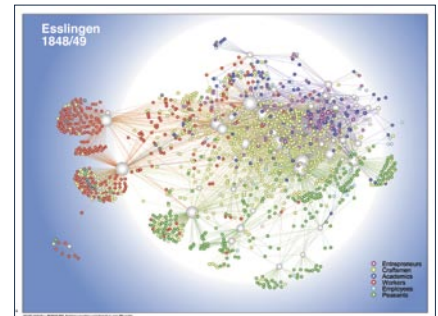 Esslingen
1848/49
Entrepreneurs
Craftsmen
Academics
Workers
Employees
Peasants